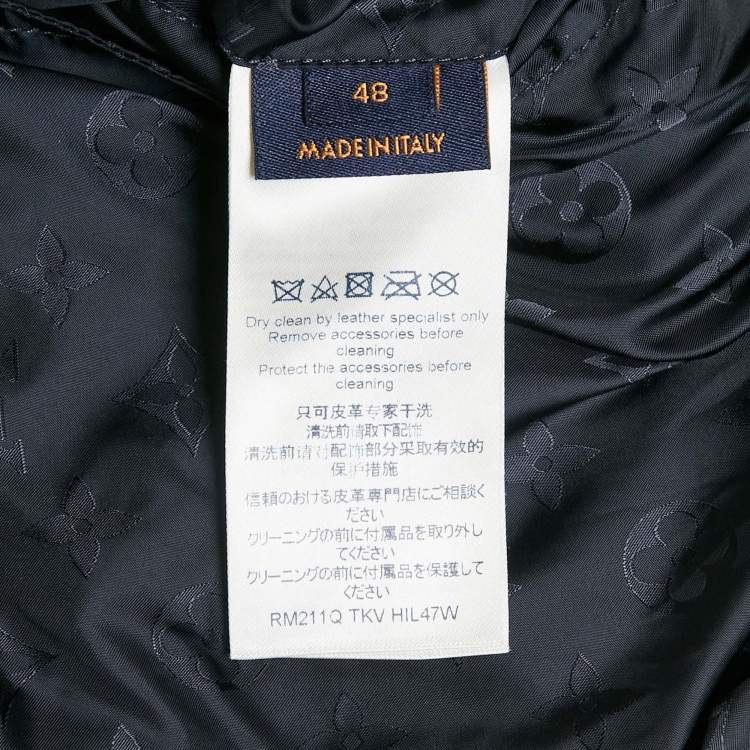 48
MADE IN ITALY
Dry clean by leather specialist only
Remove accessories before
cleaning
Protect the accessories before
cleaning
只可皮革专家干洗
清洗前请取下配饰
清洗前请对配饰部分采取有效的
保护措施
信頼のおける皮革専門店にご相談く
ださい
クリーニングの前に付属品を取り外し
てください
クリーニングの前に付属品を保護して
ください
RM211Q TKV HIL47W